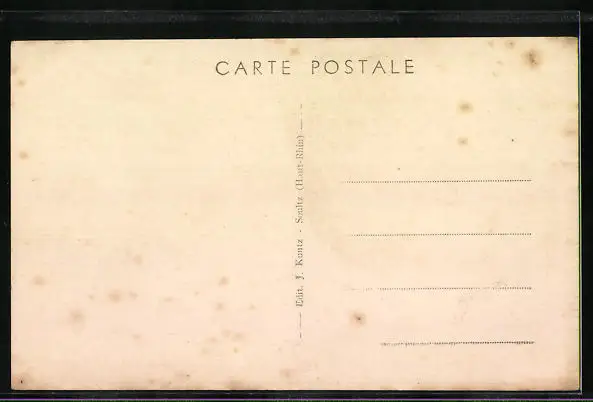 CARTE POSTALE
Edit. J. Kuntz - Soultz (Haut-Rhin)